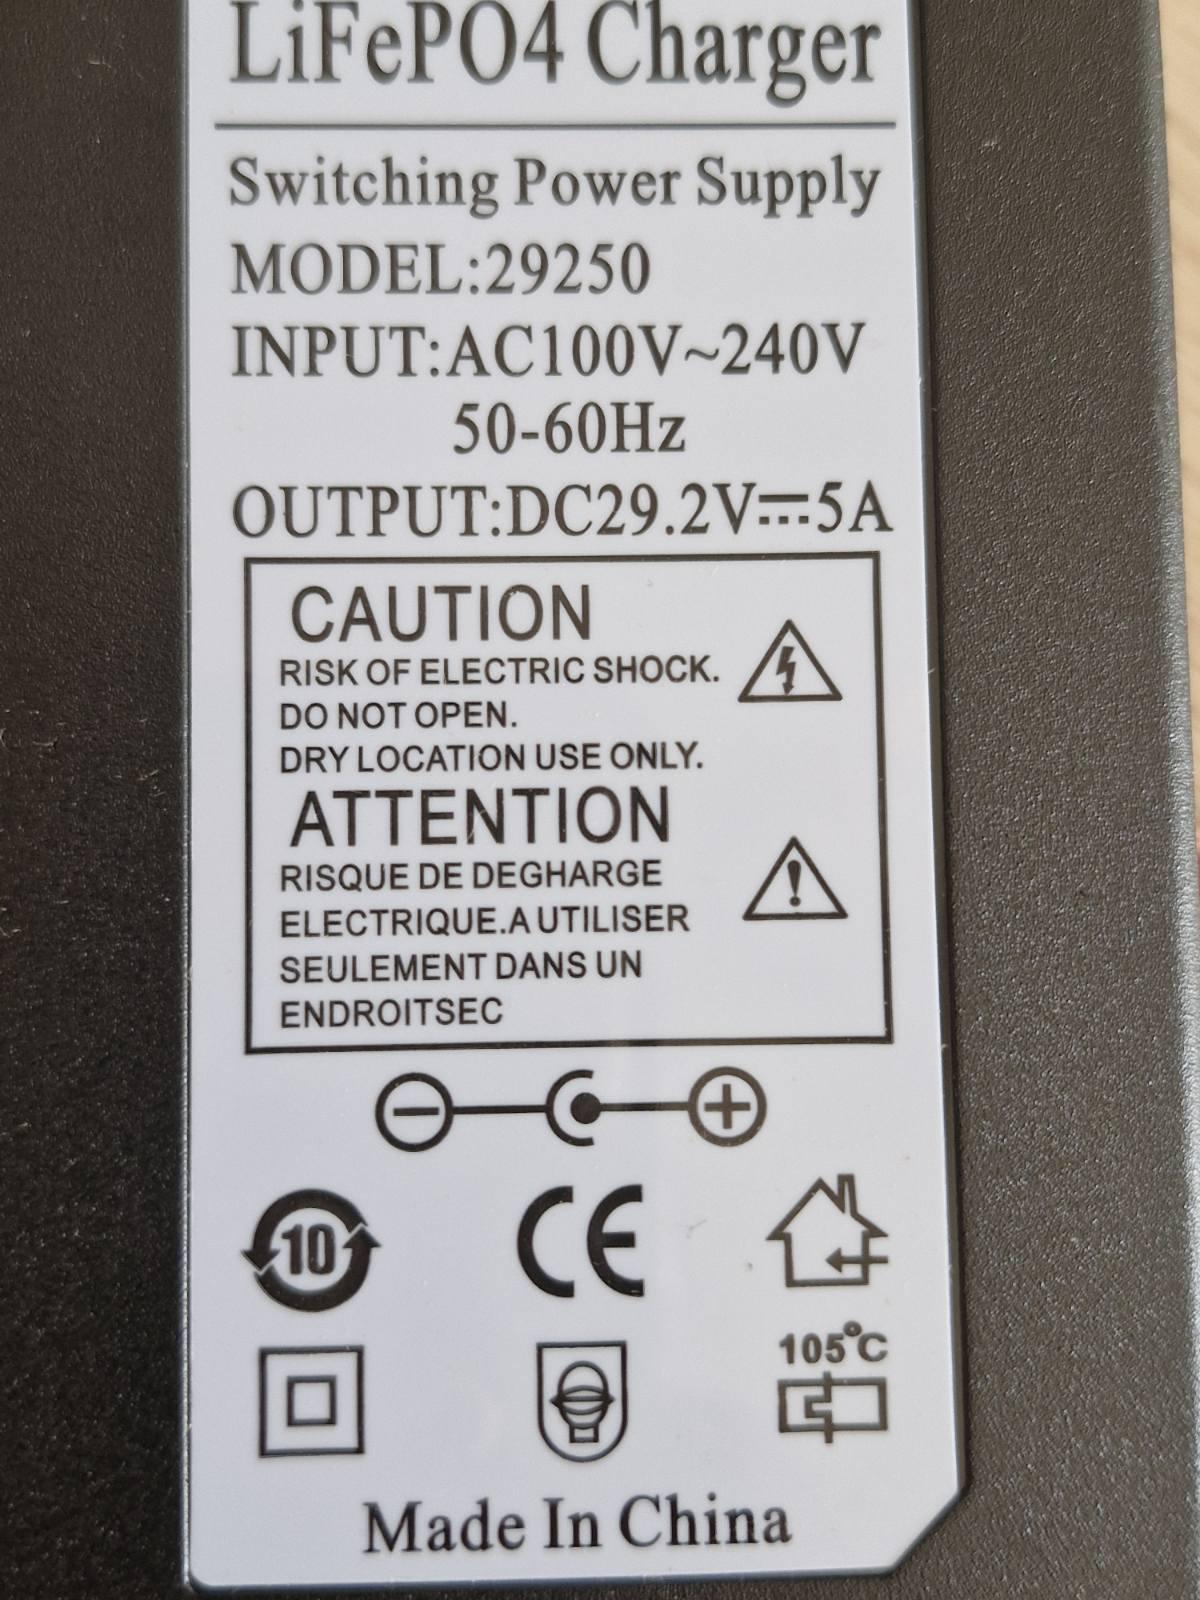 LiFePO4 Charger
Switching Power Supply
MODEL:29250
INPUT:AC100V~240V
50-60Hz
OUTPUT:DC29.2V⎓5A
CAUTION
RISK OF ELECTRIC SHOCK.
DO NOT OPEN.
DRY LOCATION USE ONLY.
ATTENTION
RISQUE DE DEGHARGE
ELECTRIQUE.A UTILISER
SEULEMENT DANS UN
ENDROITSEC
10
CE
105°C
Made In China